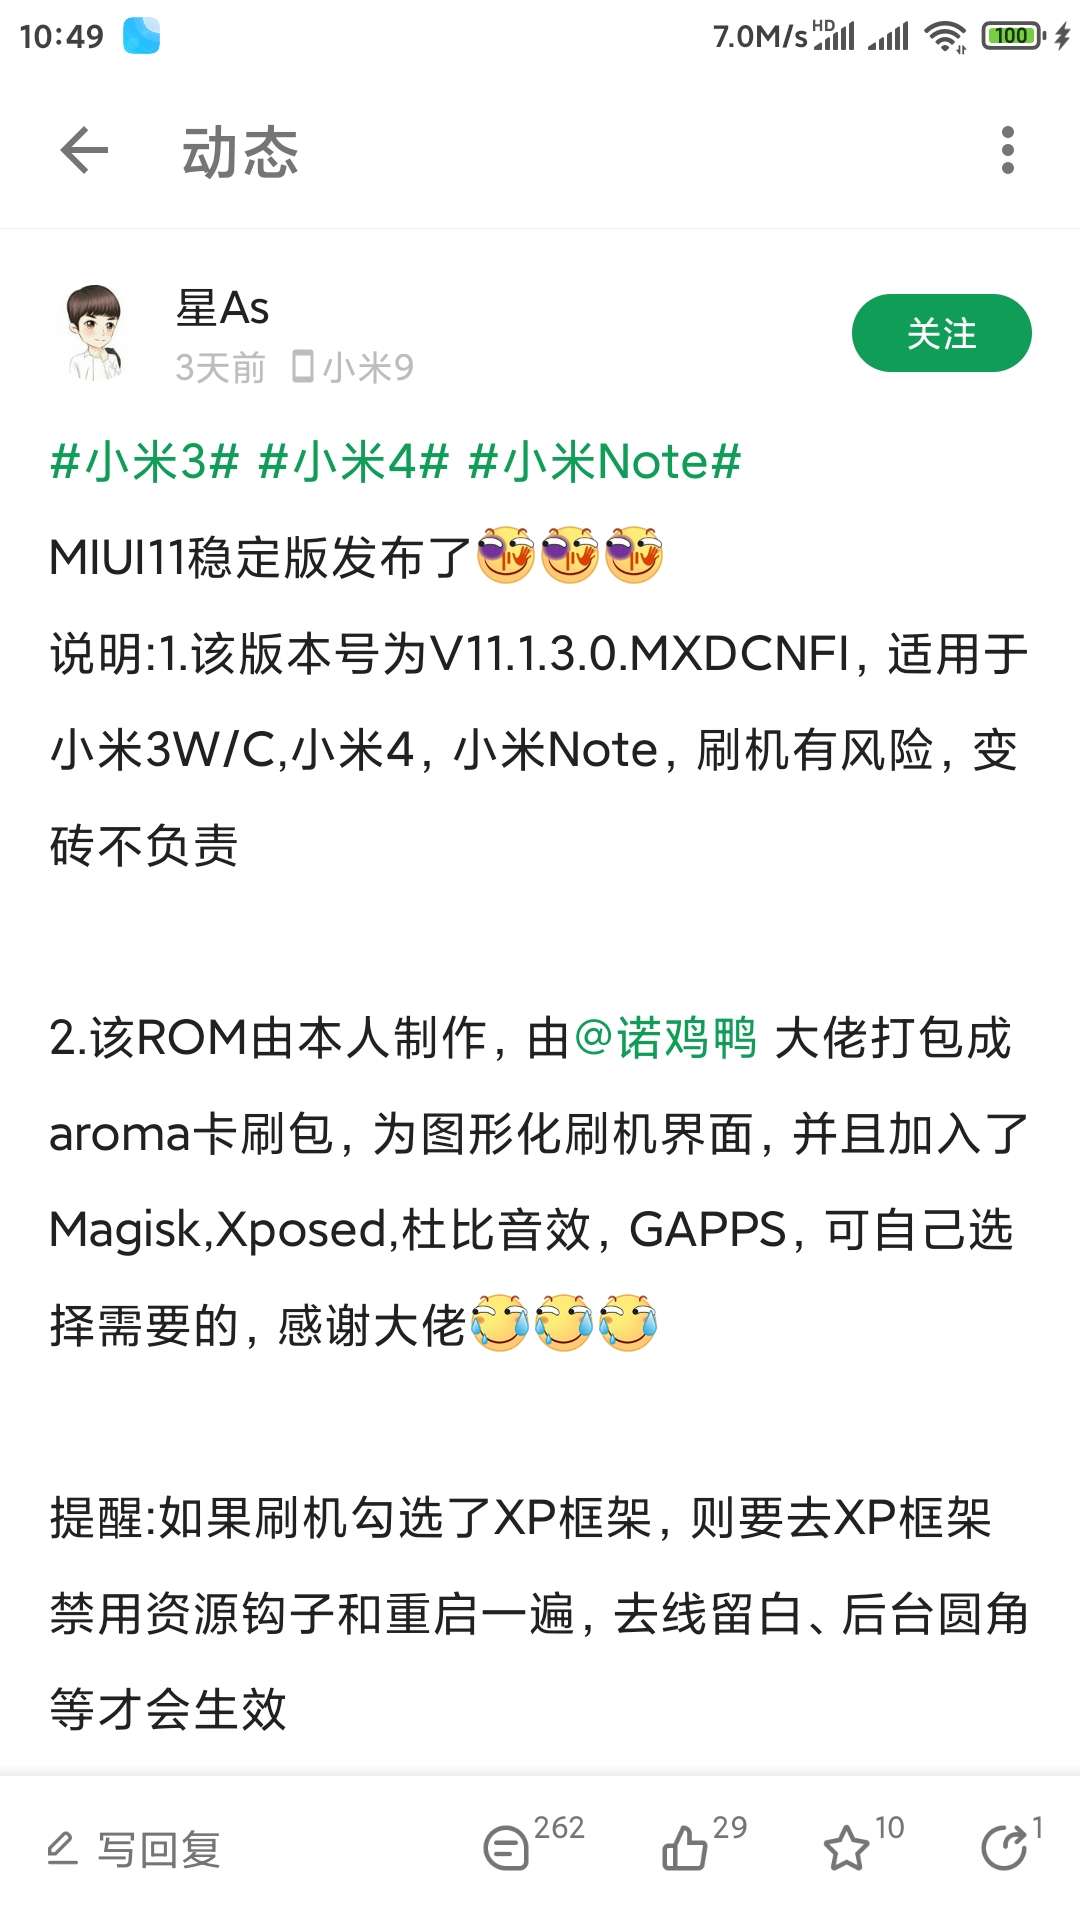 10:49
7.0M/s HD 100
动态
星As
关注
3天前 小米9
#小米3# #小米4# #小米Note#
MIUI11稳定版发布了
说明:1.该版本号为V11.1.3.0.MXDCNFI，适用于
小米3W/C,小米4，小米Note，刷机有风险，变
砖不负责
2.该ROM由本人制作，由@诺鸡鸭 大佬打包成
aroma卡刷包，为图形化刷机界面，并且加入了
Magisk,Xposed,杜比音效，GAPPS，可自己选
择需要的，感谢大佬
提醒:如果刷机勾选了XP框架，则要去XP框架
禁用资源钩子和重启一遍，去线留白、后台圆角
等才会生效
写回复 262 29 10 1